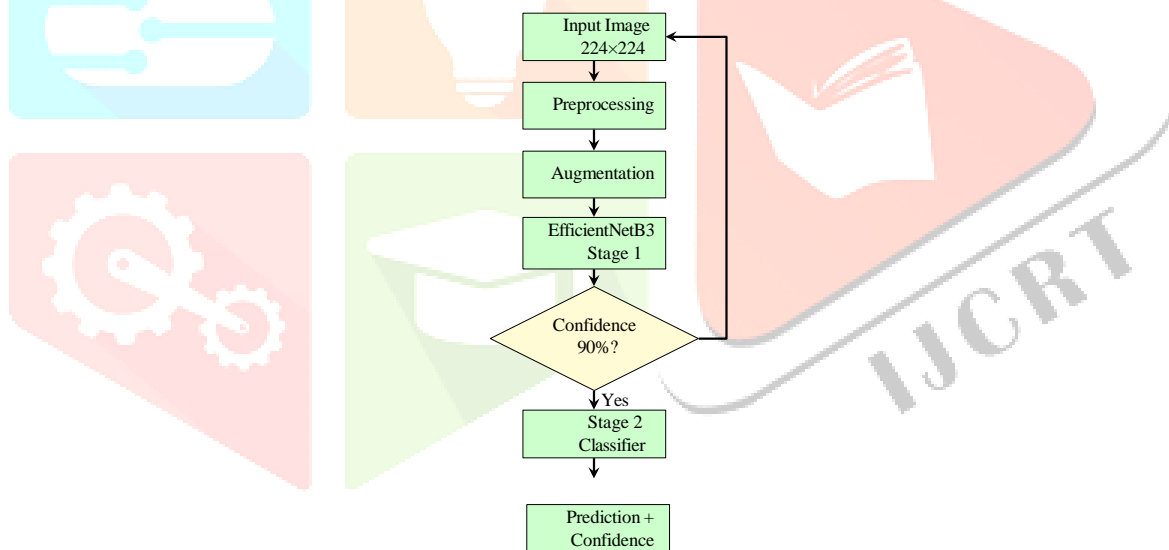 Input Image
224×224
Preprocessing
Augmentation
EfficientNetB3
Stage 1
Confidence
90%?
Yes
Stage 2
Classifier
Prediction +
Confidence
IJCRT